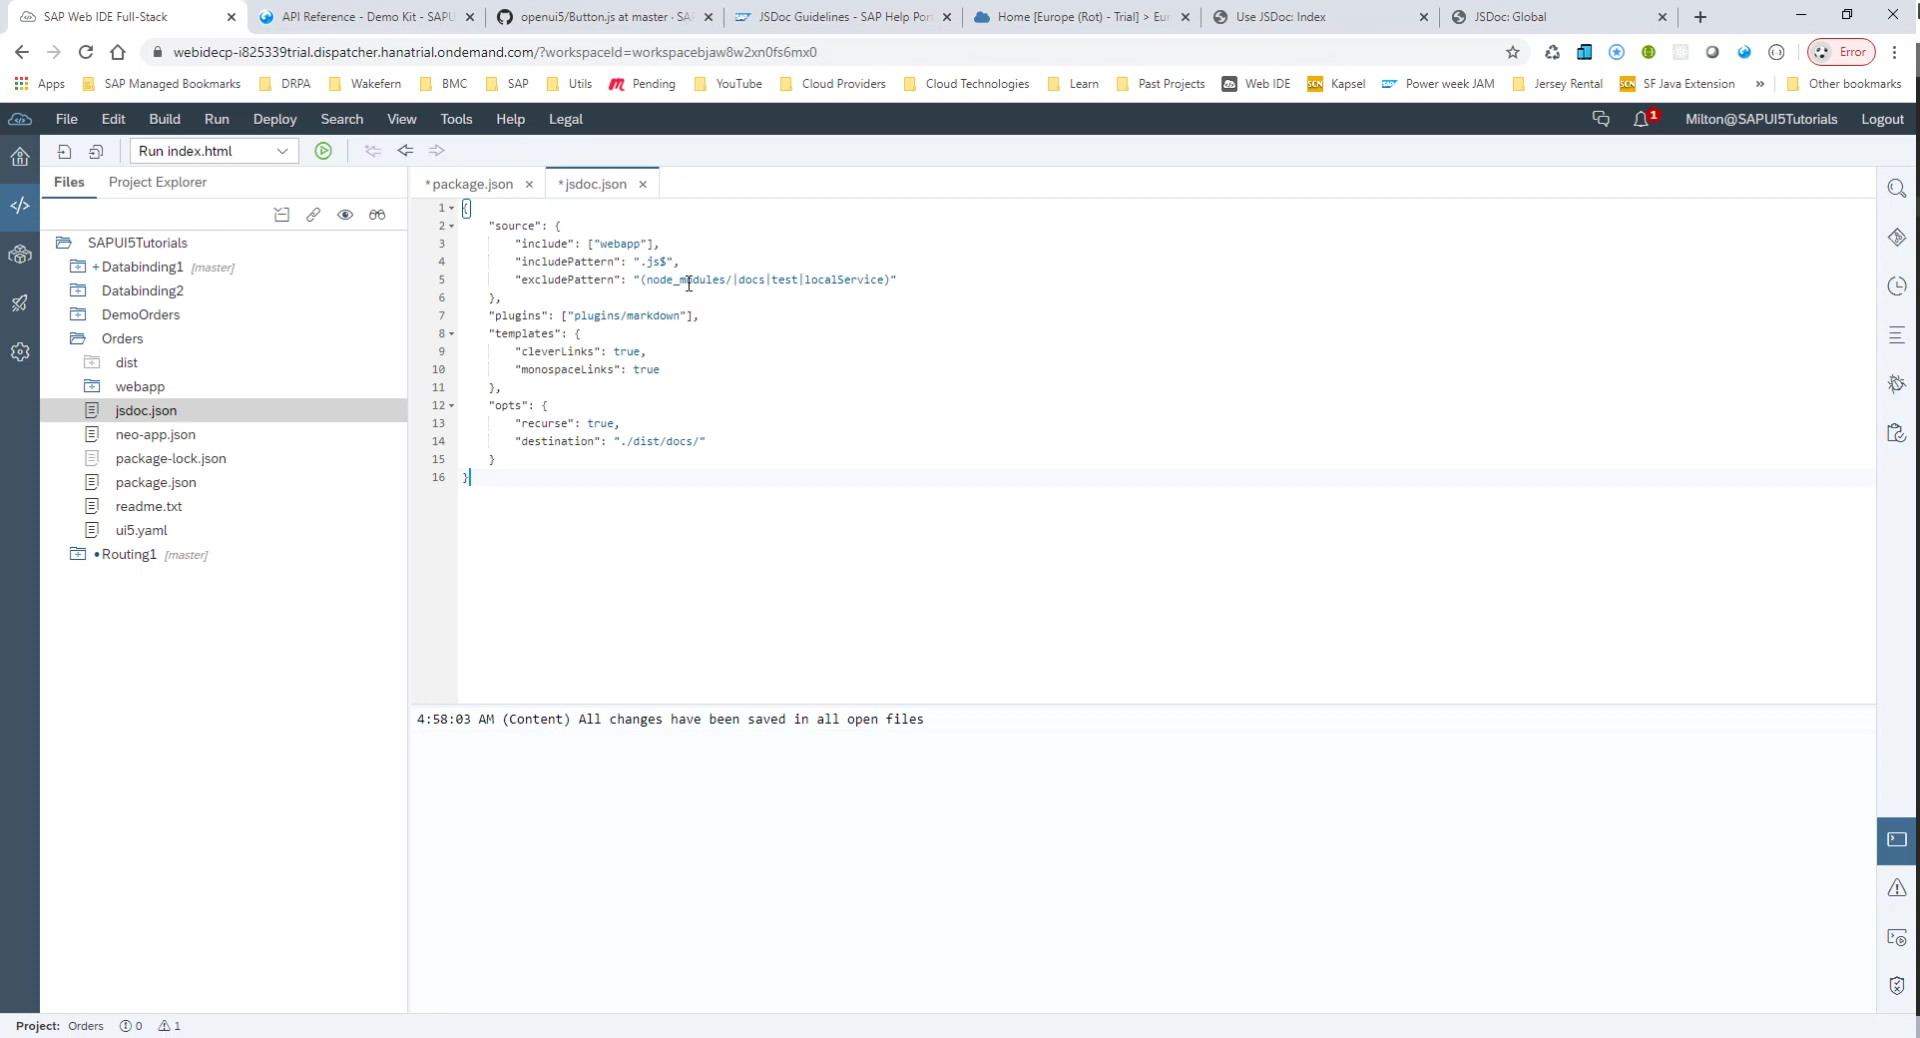 SAP Web IDE Full-Stack
API Reference - Demo Kit - SAPU
openui5/Button.js at master · SA
JSDoc Guidelines - SAP Help Por
Home [Europe (Rot) - Trial] > Eur
Use JSDoc: Index
JSDoc: Global
webidecp-i825339trial.dispatcher.hanatrial.ondemand.com/?workspaceId=workspacebjaw8w2xn0fs6mx0
Error
Apps SAP Managed Bookmarks DRPA Wakefern BMC SAP Utils Pending YouTube Cloud Providers Cloud Technologies Learn Past Projects Web IDE Kapsel Power week JAM Jersey Rental SF Java Extension » Other bookmarks
File Edit Build Run Deploy Search View Tools Help Legal 1 Milton@SAPUI5Tutorials Logout
Run index.html
Files Project Explorer
*package.json *jsdoc.json
SAPUI5Tutorials
+Databinding1 [master]
Databinding2
DemoOrders
Orders
dist
webapp
jsdoc.json
neo-app.json
package-lock.json
package.json
readme.txt
ui5.yaml
Routing1 [master]
1 {
2 "source": {
3 "include": ["webapp"],
4 "includePattern": ".js$",
5 "excludePattern": "(node_modules/|docs|test|localService)"
6 },
7 "plugins": ["plugins/markdown"],
8 "templates": {
9 "cleverLinks": true,
10 "monospaceLinks": true
11 },
12 "opts": {
13 "recurse": true,
14 "destination": "./dist/docs/"
15 }
16 }
4:58:03 AM (Content) All changes have been saved in all open files
Project: Orders 0 1